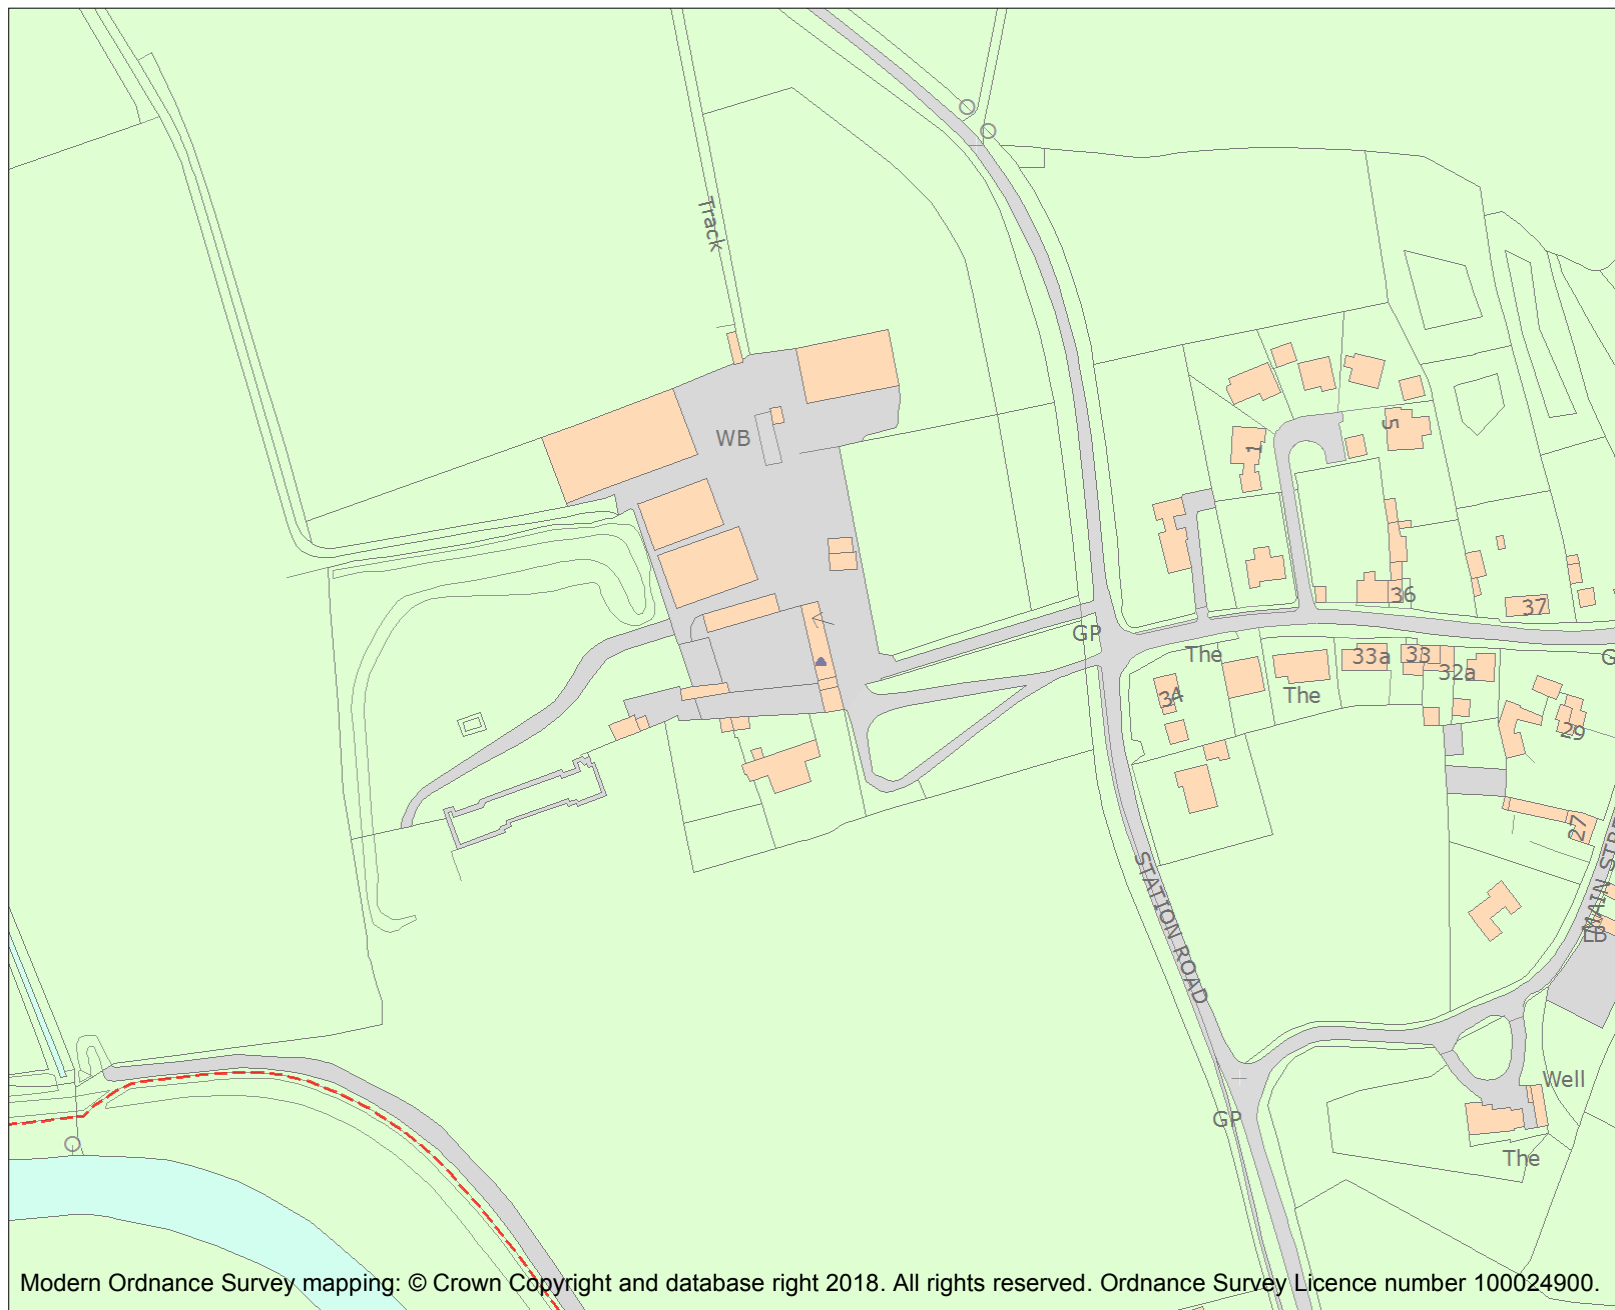 Track
WB
1
5
36
37
GP
The
33a
33
32a
The
34
29
27
STATION ROAD
MAIN
LB
Well
GP
The
Modern Ordnance Survey mapping: © Crown Copyright and database right 2018. All rights reserved. Ordnance Survey Licence number 100024900.